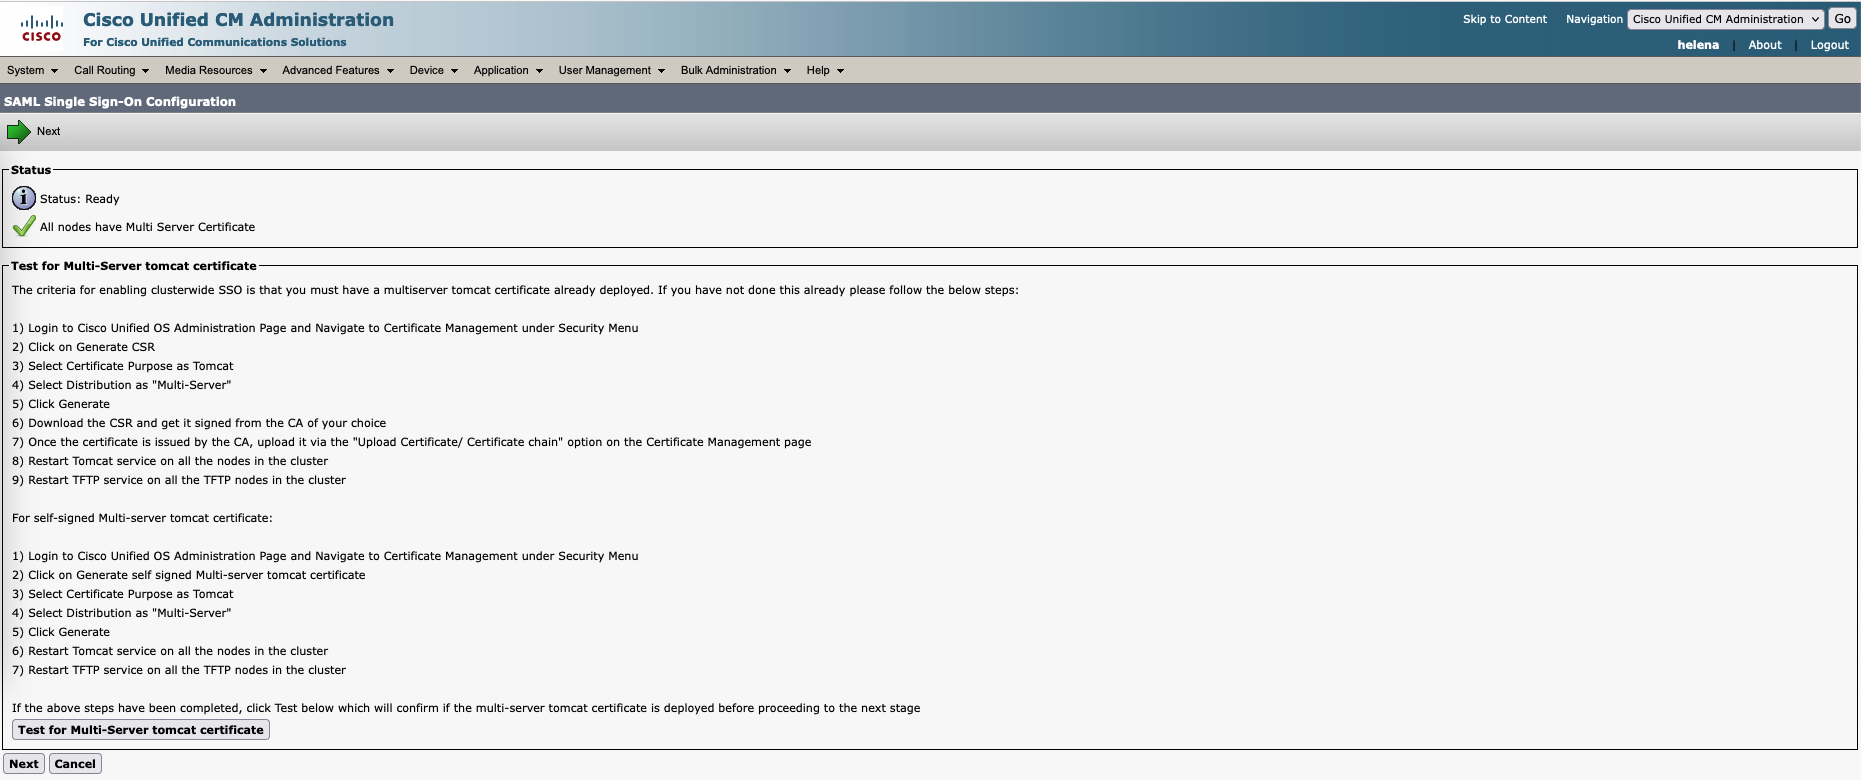 CISCO
Cisco Unified CM Administration
For Cisco Unified Communications Solutions
Skip to Content Navigation Cisco Unified CM Administration Go
helena | About | Logout
System Call Routing Media Resources Advanced Features Device Application User Management Bulk Administration Help
SAML Single Sign-On Configuration
Next
Status
Status: Ready
All nodes have Multi Server Certificate
Test for Multi-Server tomcat certificate
The criteria for enabling clusterwide SSO is that you must have a multiserver tomcat certificate already deployed. If you have not done this already please follow the below steps:
1) Login to Cisco Unified OS Administration Page and Navigate to Certificate Management under Security Menu
2) Click on Generate CSR
3) Select Certificate Purpose as Tomcat
4) Select Distribution as "Multi-Server"
5) Click Generate
6) Download the CSR and get it signed from the CA of your choice
7) Once the certificate is issued by the CA, upload it via the "Upload Certificate/ Certificate chain" option on the Certificate Management page
8) Restart Tomcat service on all the nodes in the cluster
9) Restart TFTP service on all the TFTP nodes in the cluster
For self-signed Multi-server tomcat certificate:
1) Login to Cisco Unified OS Administration Page and Navigate to Certificate Management under Security Menu
2) Click on Generate self signed Multi-server tomcat certificate
3) Select Certificate Purpose as Tomcat
4) Select Distribution as "Multi-Server"
5) Click Generate
6) Restart Tomcat service on all the nodes in the cluster
7) Restart TFTP service on all the TFTP nodes in the cluster
If the above steps have been completed, click Test below which will confirm if the multi-server tomcat certificate is deployed before proceeding to the next stage
Test for Multi-Server tomcat certificate
Next Cancel